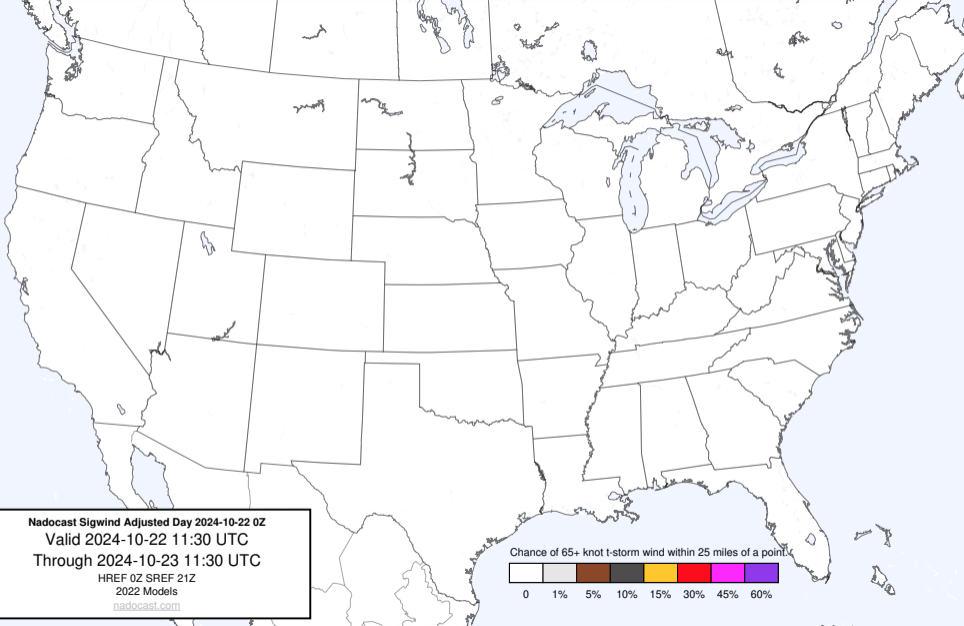 Nadocast Sigwind Adjusted Day 2024-10-22 0Z
Valid 2024-10-22 11:30 UTC
Through 2024-10-23 11:30 UTC
HREF 0Z SREF 21Z
2022 Models
nadocast.com
Chance of 65+ knot t-storm wind within 25 miles of a point.
0 1% 5% 10% 15% 30% 45% 60%